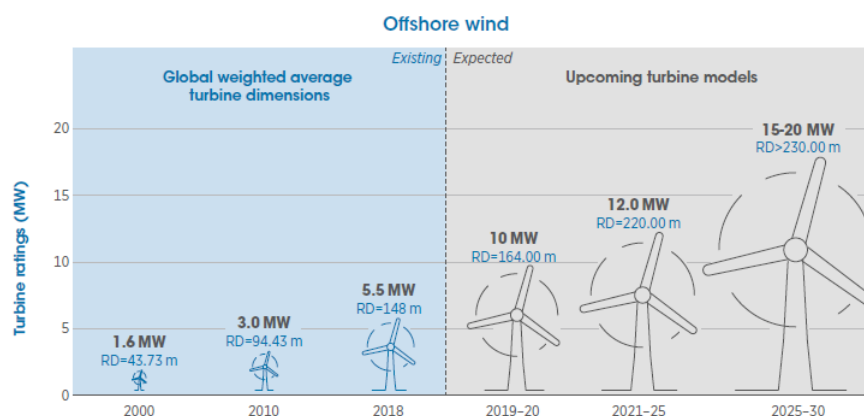 Offshore wind
Existing
Expected
Global weighted average
turbine dimensions
Upcoming turbine models
Turbine ratings (MW)
20
15
10
5
0
1.6 MW
RD=43.73 m
3.0 MW
RD=94.43 m
5.5 MW
RD=148 m
10 MW
RD=164.00 m
12.0 MW
RD=220.00 m
15-20 MW
RD>230.00 m
2000
2010
2018
2019-20
2021-25
2025-30